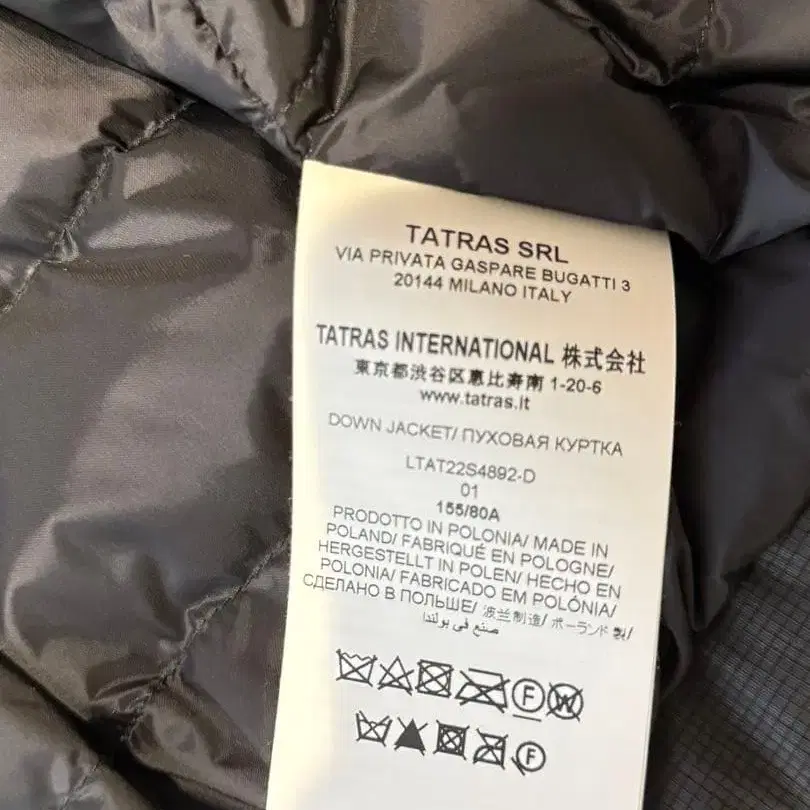 TATRAS SRL
VIA PRIVATA GASPARE BUGATTI 3
20144 MILANO ITALY
TATRAS INTERNATIONAL 株式会社
東京都渋谷区恵比寿南 1-20-6
www.tatras.it
DOWN JACKET/ ПУХОВАЯ КУРТКА
LTAT22S4892-D
01
155/80A
PRODOTTO IN POLONIA/ MADE IN
POLAND/ FABRIQUÉ EN POLOGNE/
HERGESTELLT IN POLEN/ HECHO EN
POLONIA/ FABRICADO EM POLÓNIA/
СДЕЛАНО В ПОЛЬШЕ/ 波兰制造/ ポーランド製/
صنع في بولندا
F W
F